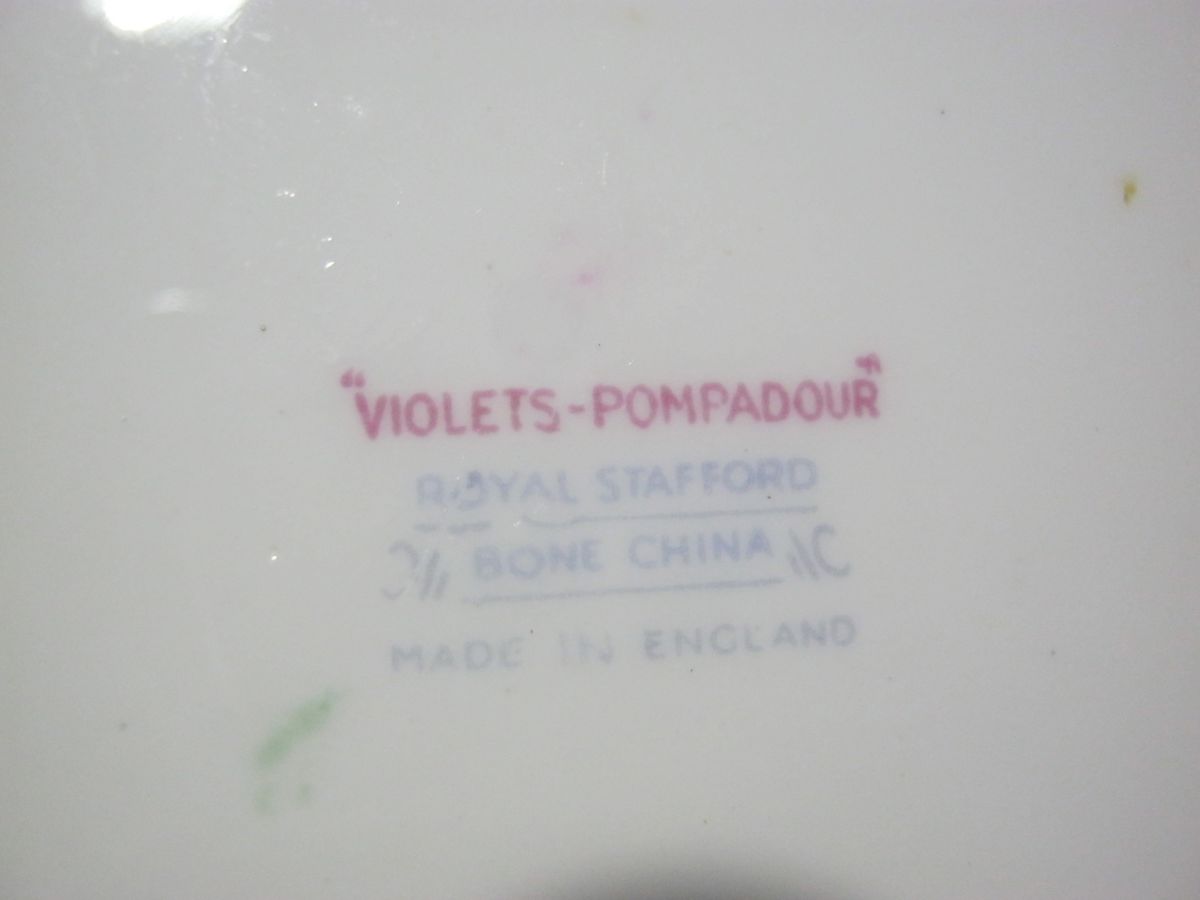 "VIOLETS-POMPADOUR"
ROYAL STAFFORD
BONE CHINA
MADE IN ENGLAND